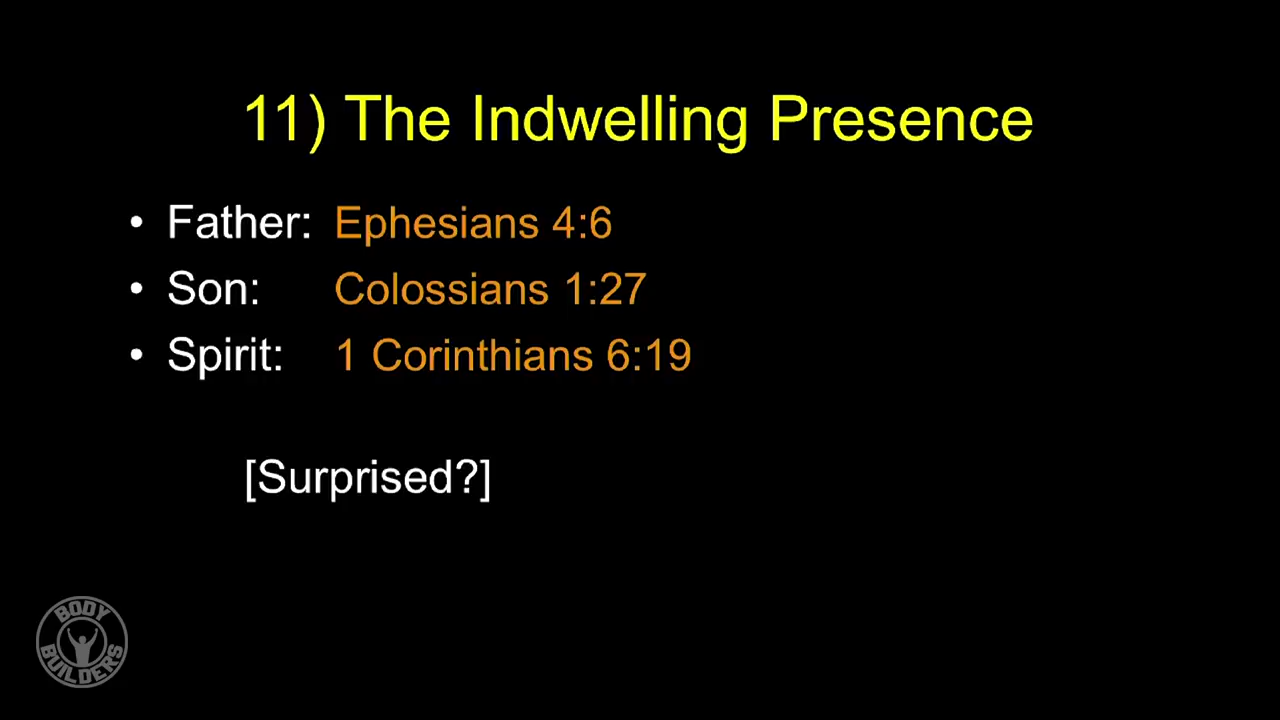 11) The Indwelling Presence
• Father: Ephesians 4:6
• Son: Colossians 1:27
• Spirit: 1 Corinthians 6:19
[Surprised?]
BODY
BUILDERS